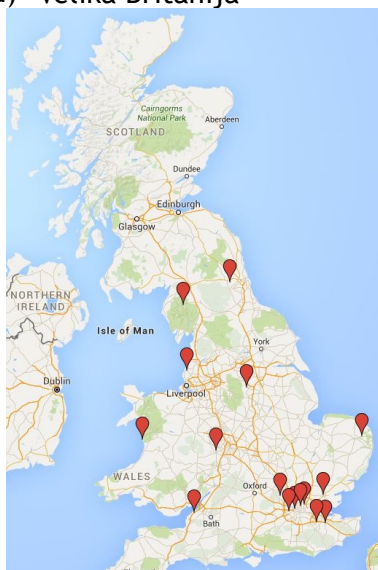 Velika Britanija
Cairngorms
National Park
SCOTLAND
Aberdeen
Dundee
Edinburgh
Glasgow
NORTHERN
IRELAND
Isle of Man
York
Dublin
Liverpool
WALES
Oxford
Bath